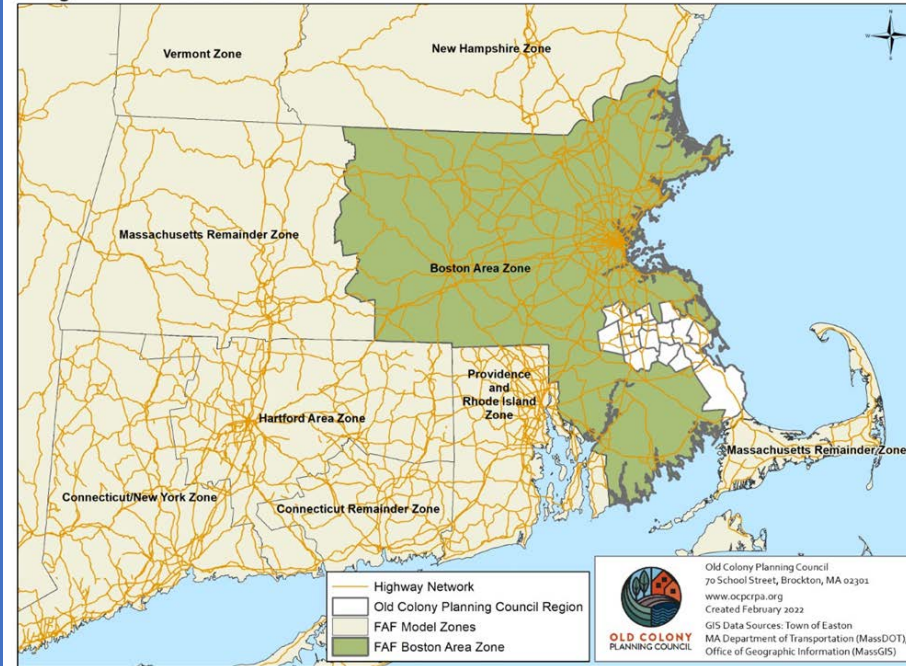 Vermont Zone
New Hampshire Zone
N
W
Massachusetts Remainder Zone
Boston Area Zone
Providence
and
Rhode Island
Zone
Hartford Area Zone
Massachusetts Remainder Zone
Connecticut/New York Zone
Connecticut Remainder Zone
Highway Network
Old Colony Planning Council Region
FAF Model Zones
FAF Boston Area Zone
OLD COLONY
PLANNING COUNCIL
Old Colony Planning Council
70 School Street, Brockton, MA 02301
www.ocpcrpa.org
Created February 2022
GIS Data Sources: Town of Easton
MA Department of Transportation (MassDOT),
Office of Geographic Information (MassGIS)